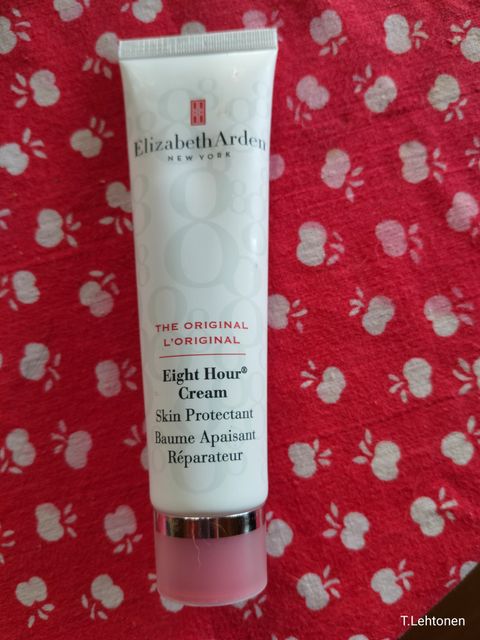 ElizabethArden
NEW YORK
THE ORIGINAL
L'ORIGINAL
Eight Hour®
Cream
Skin Protectant
Baume Apaisant
Réparateur
T.Lehtonen